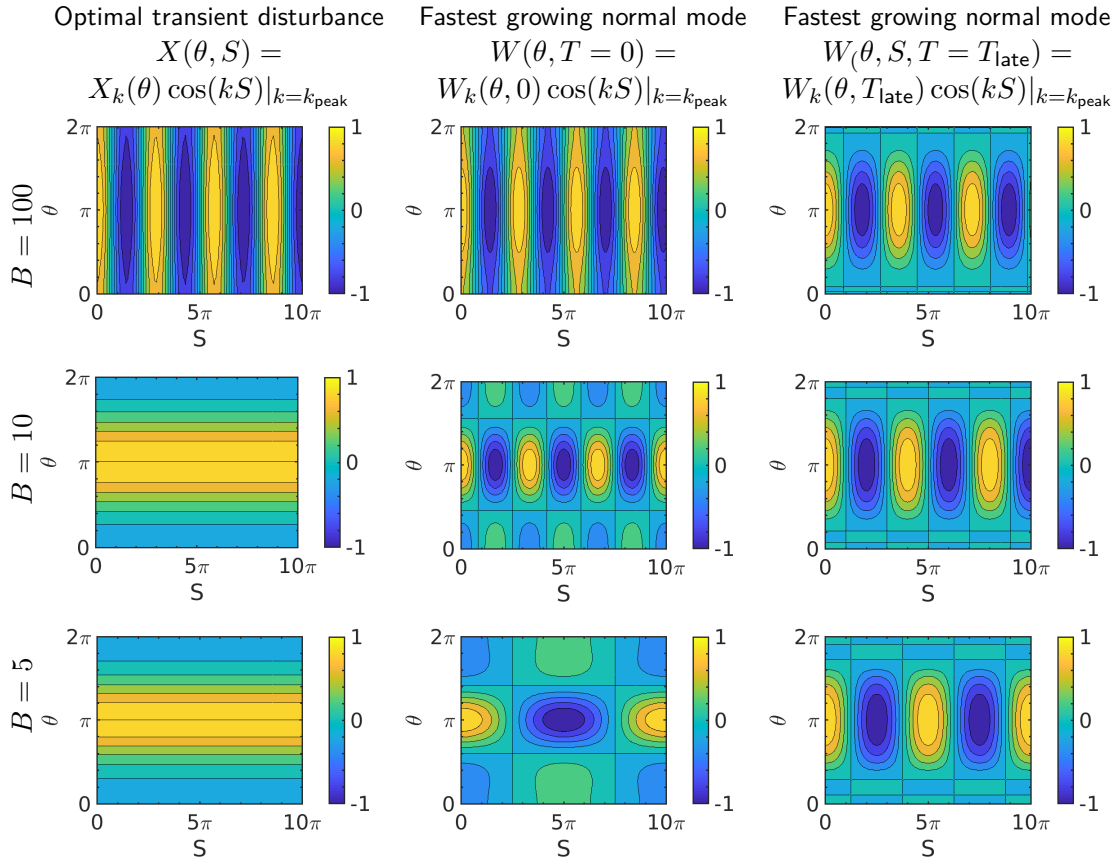 Optimal transient disturbance
X(θ, S) =
X_k(θ) cos(kS)|_{k=k_peak}
Fastest growing normal mode
W(θ, T = 0) =
W_k(θ, 0) cos(kS)|_{k=k_peak}
Fastest growing normal mode
W_(θ, S, T = T_late) =
W_k(θ, T_late) cos(kS)|_{k=k_peak}
B = 100
θ
2π
π
0
0 5π 10π
S
1
0
-1
θ
2π
π
0
0 5π 10π
S
1
0
-1
θ
2π
π
0
0 5π 10π
S
1
0
-1
B = 10
θ
2π
π
0
0 5π 10π
S
1
0
-1
θ
2π
π
0
0 5π 10π
S
1
0
-1
θ
2π
π
0
0 5π 10π
S
1
0
-1
B = 5
θ
2π
π
0
0 5π 10π
S
1
0
-1
θ
2π
π
0
0 5π 10π
S
1
0
-1
θ
2π
π
0
0 5π 10π
S
1
0
-1